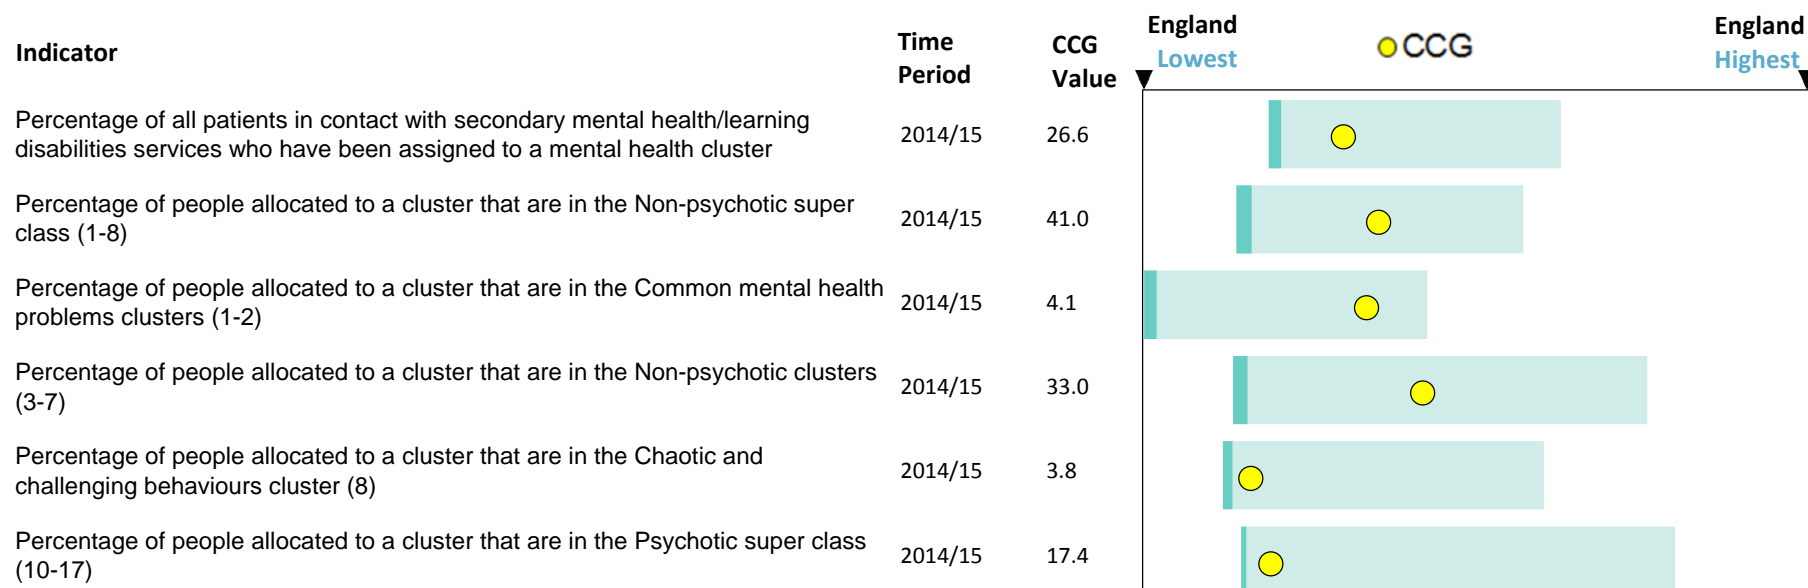 Indicator
Time
Period
CCG
Value
England
Lowest
CCG
England
Highest
Percentage of all patients in contact with secondary mental health/learning
disabilities services who have been assigned to a mental health cluster
2014/15
26.6
Percentage of people allocated to a cluster that are in the Non-psychotic super
class (1-8)
2014/15
41.0
Percentage of people allocated to a cluster that are in the Common mental health
problems clusters (1-2)
2014/15
4.1
Percentage of people allocated to a cluster that are in the Non-psychotic clusters
(3-7)
2014/15
33.0
Percentage of people allocated to a cluster that are in the Chaotic and
challenging behaviours cluster (8)
2014/15
3.8
Percentage of people allocated to a cluster that are in the Psychotic super class
(10-17)
2014/15
17.4